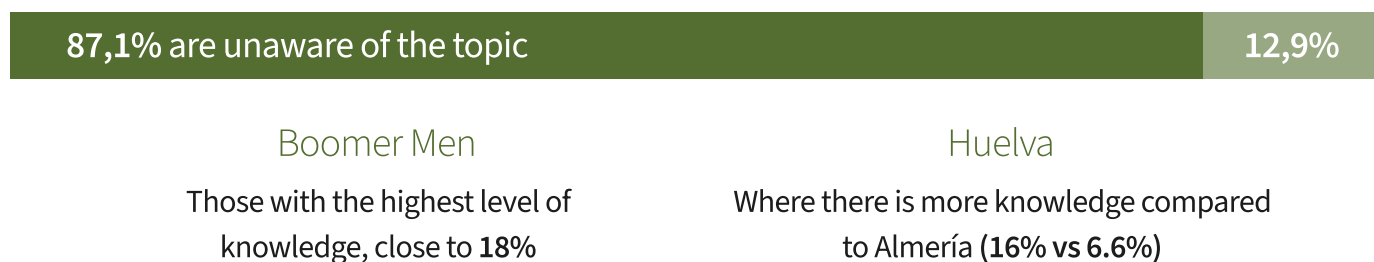 87,1% are unaware of the topic
12,9%
Boomer Men
Those with the highest level of
knowledge, close to 18%
Huelva
Where there is more knowledge compared
to Almería (16% vs 6.6%)